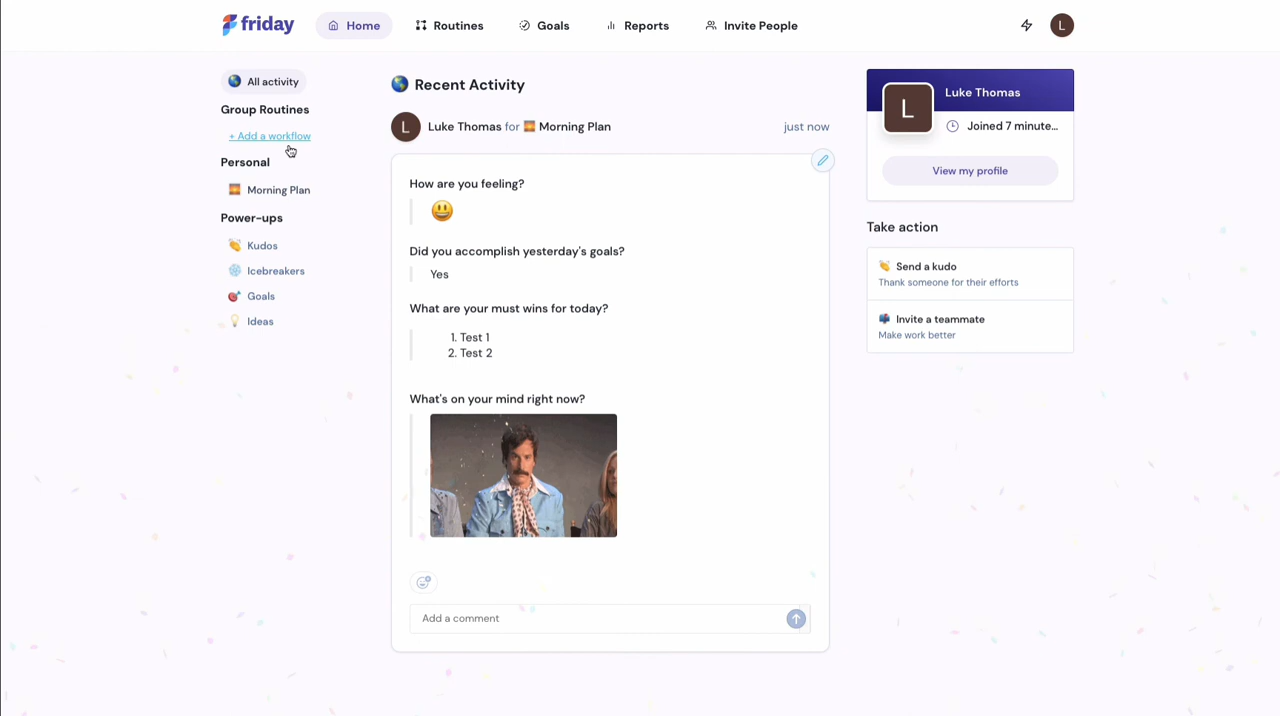 friday
Home
Routines
Goals
Reports
Invite People
L
All activity
Group Routines
+ Add a workflow
Personal
Morning Plan
Power-ups
Kudos
Icebreakers
Goals
Ideas
Recent Activity
L
Luke Thomas for Morning Plan
just now
How are you feeling?
Did you accomplish yesterday's goals?
Yes
What are your must wins for today?
1. Test 1
2. Test 2
What's on your mind right now?
Add a comment
L
Luke Thomas
Joined 7 minute...
View my profile
Take action
Send a kudo
Thank someone for their efforts
Invite a teammate
Make work better